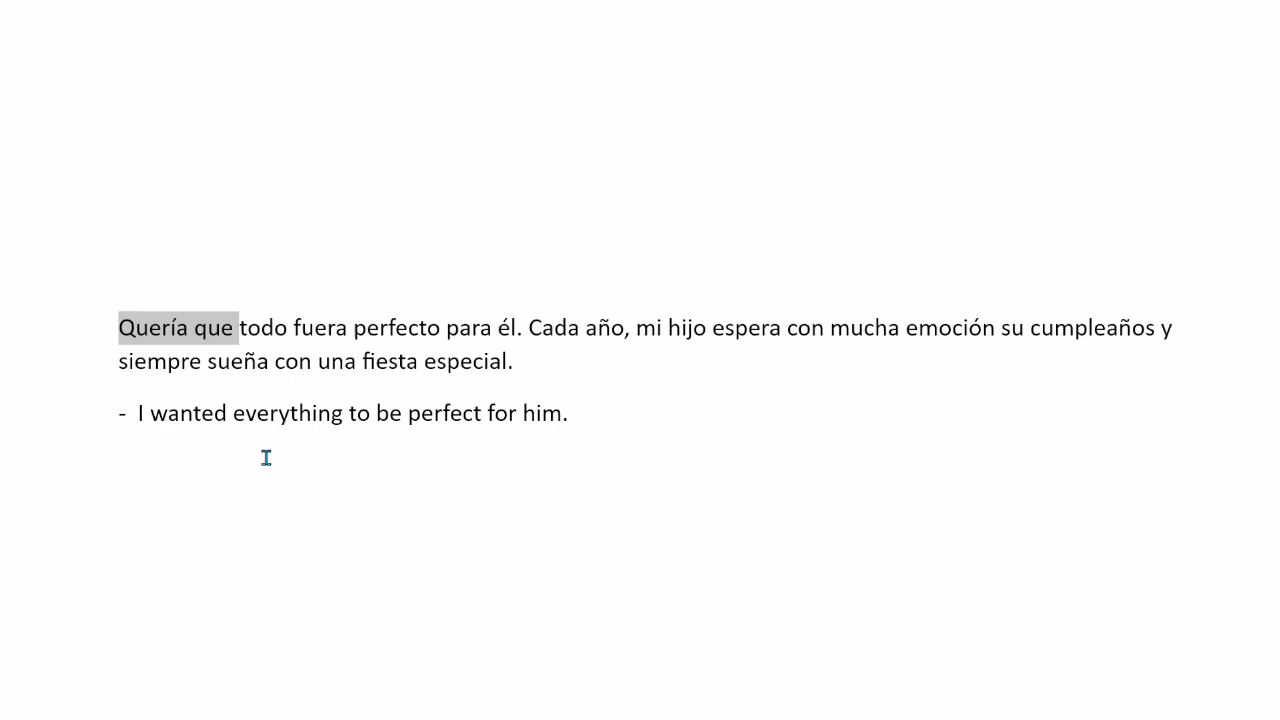 Quería que todo fuera perfecto para él. Cada año, mi hijo espera con mucha emoción su cumpleaños y
siempre sueña con una fiesta especial.
- I wanted everything to be perfect for him.